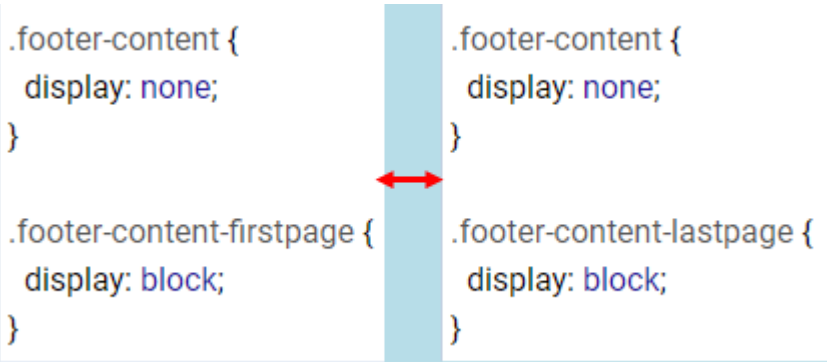 .footer-content {
display: none;
}
.footer-content-firstpage {
display: block;
}
.footer-content {
display: none;
}
.footer-content-lastpage {
display: block;
}